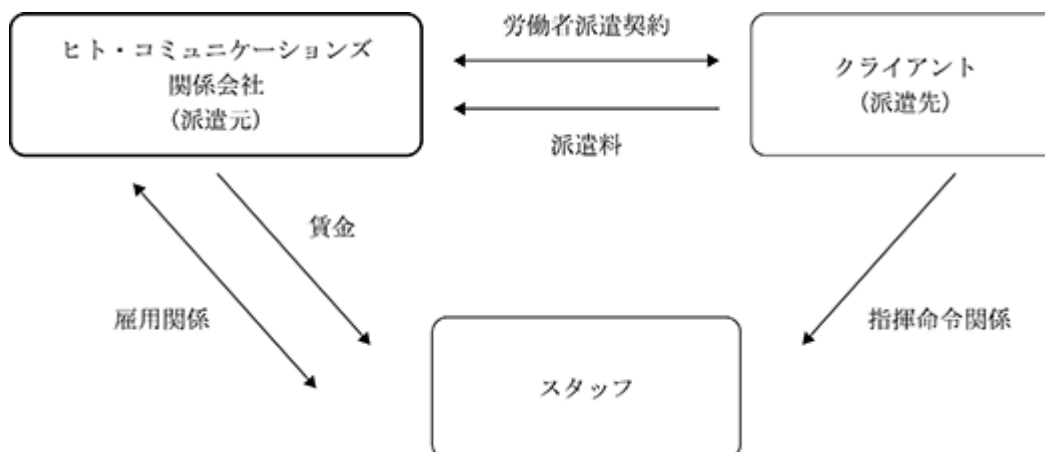 ヒト・コミュニケーションズ
関係会社
(派遣元)
労働者派遣契約
派遣料
クライアント
(派遣先)
賃金
雇用関係
指揮命令関係
スタッフ